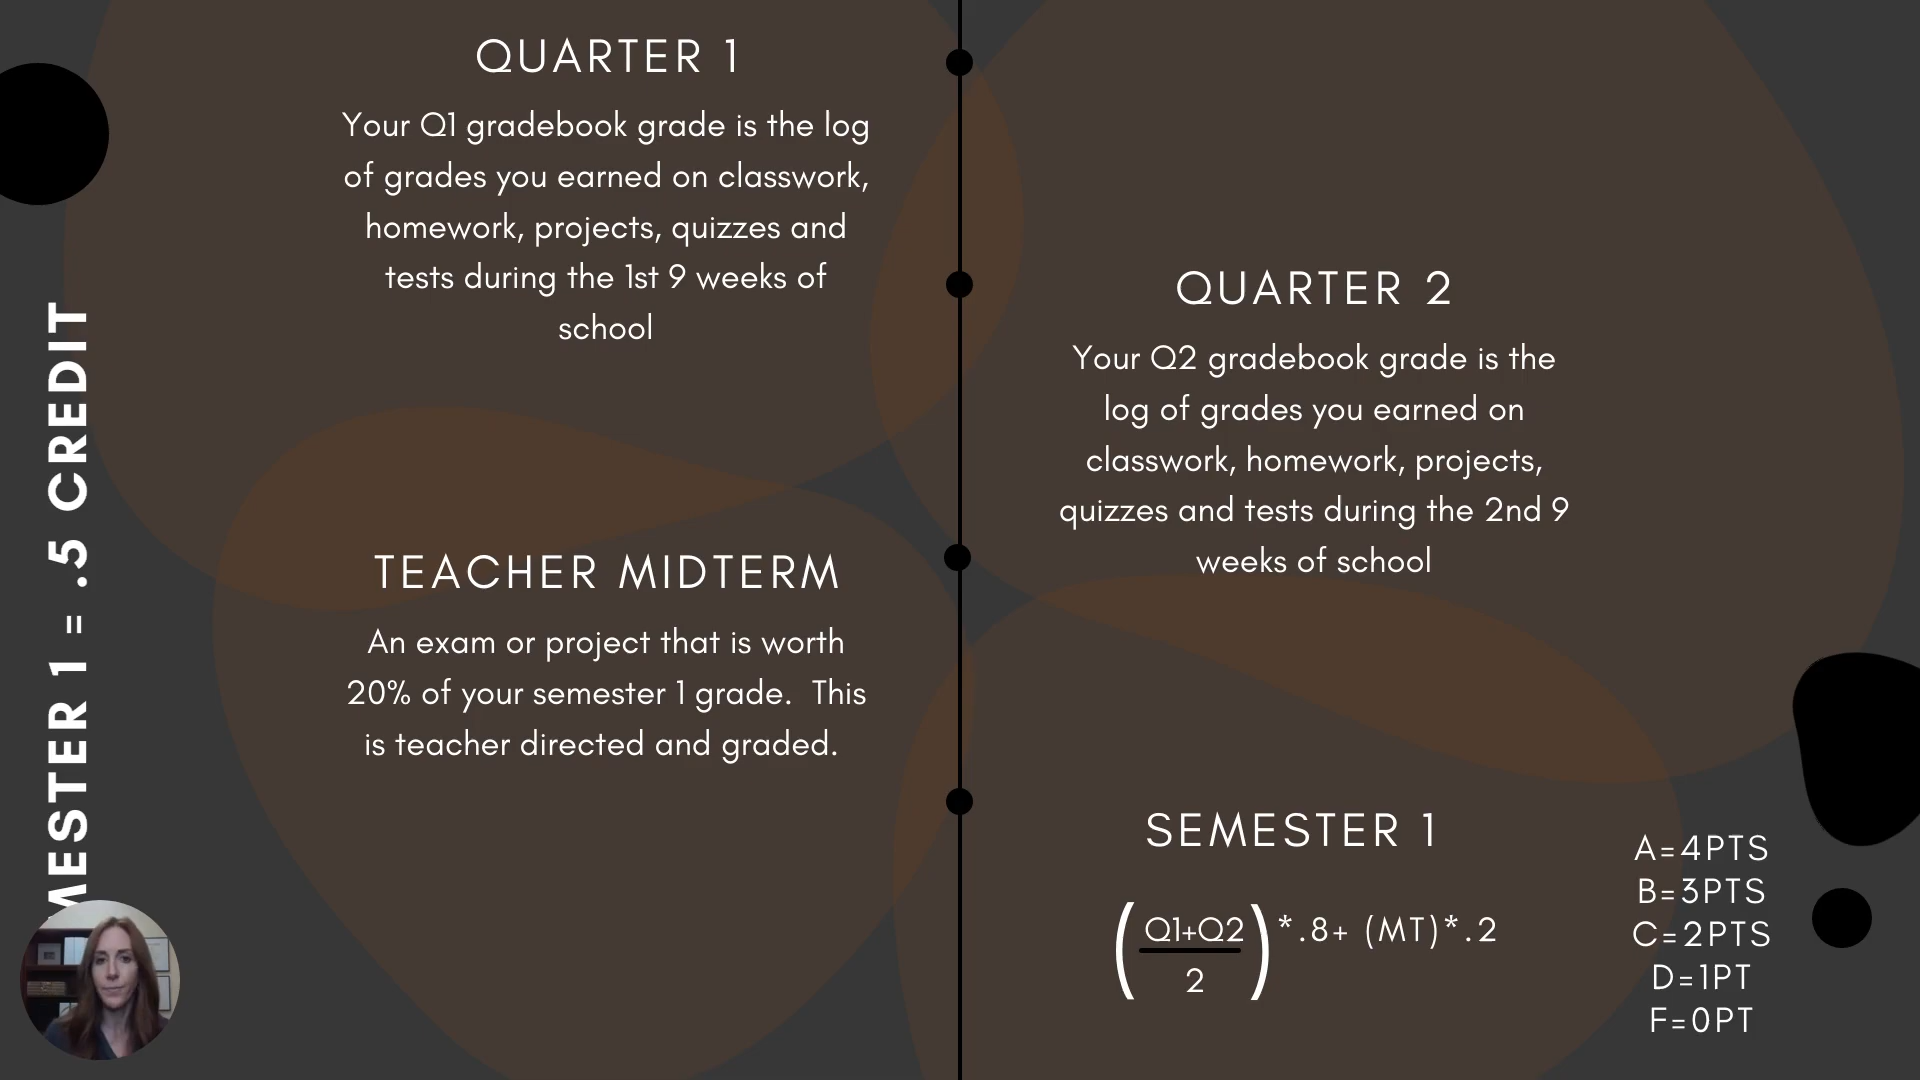 QUARTER 1
Your Q1 gradebook grade is the log
of grades you earned on classwork,
homework, projects, quizzes and
tests during the 1st 9 weeks of
school
QUARTER 2
Your Q2 gradebook grade is the
log of grades you earned on
classwork, homework, projects,
quizzes and tests during the 2nd 9
weeks of school
TEACHER MIDTERM
An exam or project that is worth
20% of your semester 1 grade.  This
is teacher directed and graded.
SEMESTER 1
(Q1+Q2)*.8+ (MT)*.2
2
A=4PTS
B=3PTS
C=2PTS
D=1PT
F=0PT
MESTER 1 = .5 CREDIT